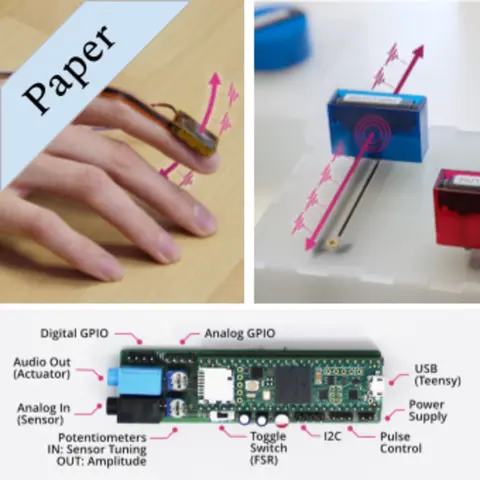 Paper
Digital GPIO
Analog GPIO
Audio Out
(Actuator)
Analog In
(Sensor)
Potentiometers
IN: Sensor Tuning
OUT: Amplitude
Toggle
Switch
(FSR)
I2C
Pulse
Control
Power
Supply
USB
(Teensy)